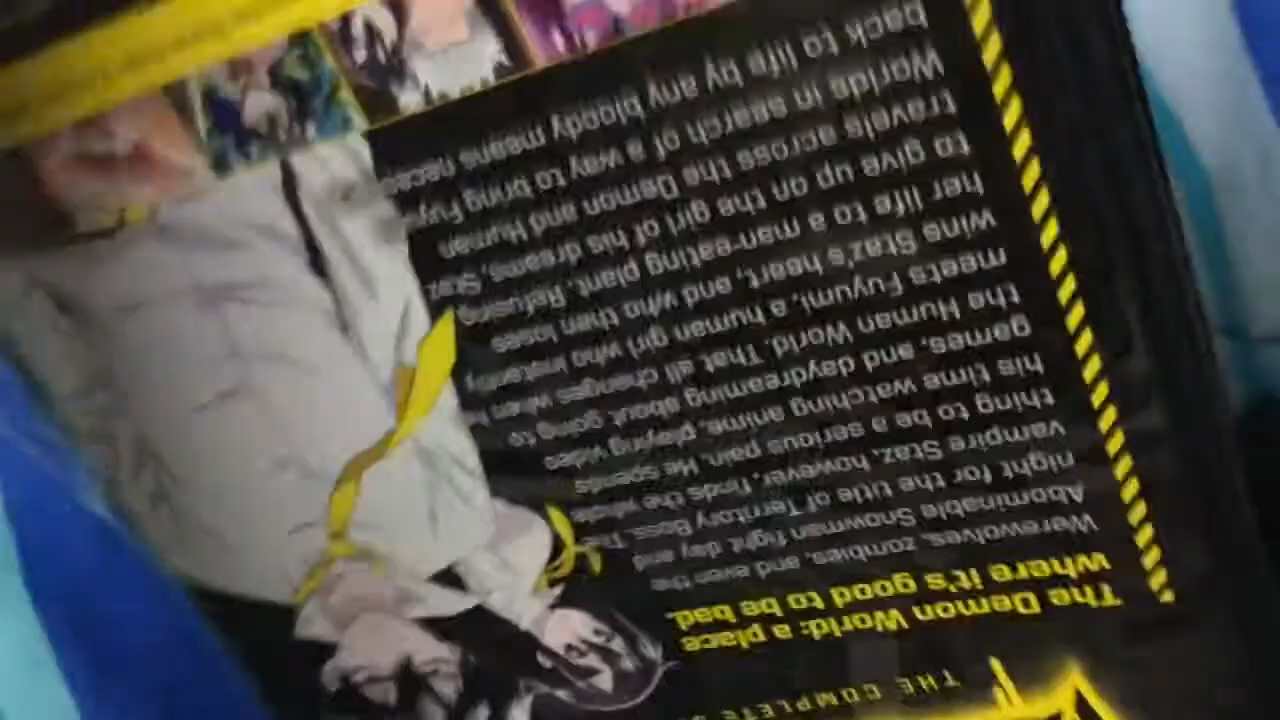 THE COMPLETE
The Demon World: a place
where it's good to be bad.
Werewolves, zombies, and even the
Abominable Snowman fight day and
night for the title of Territory Boss. The
vampire Staz, however, finds the whole
thing to be a serious pain. He spends
his time watching anime, playing video
games, and daydreaming about going to
the Human World. That all changes when he
meets Fuyumi, a human girl who instantly
wins Staz's heart, and who then loses
her life to a man-eating plant. Refusing
to give up on the girl of his dreams, Staz
travels across the Demon and Human
Worlds in search of a way to bring Fuyu
back to life by any bloody means neces